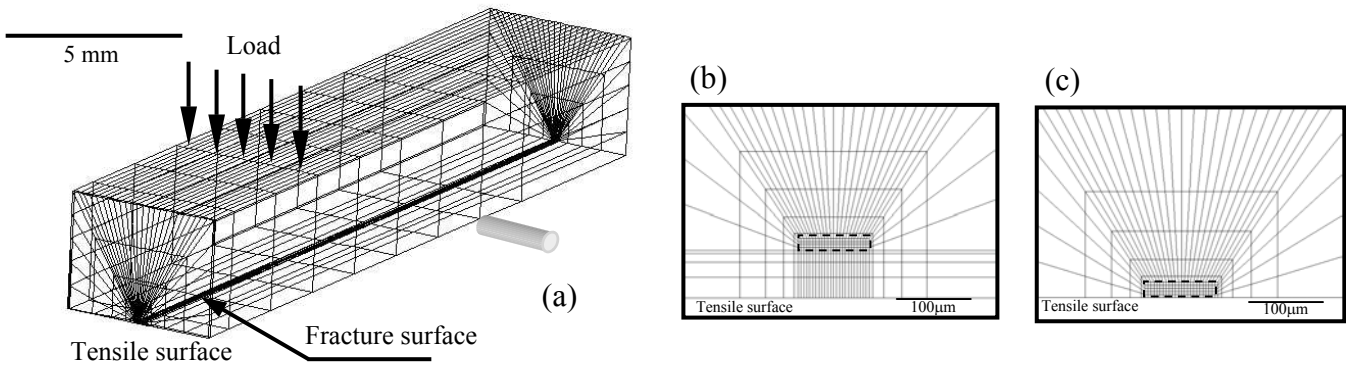 5 mm
Load
(a)
Fracture surface
Tensile surface
(b)
Tensile surface
100μm
(c)
Tensile surface
100μm